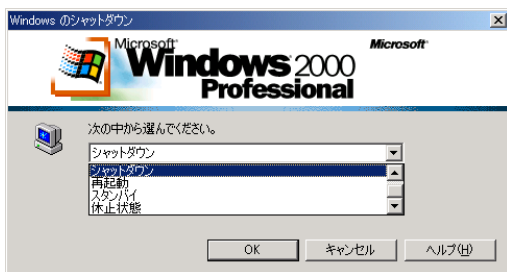 Windows のシャットダウン
Microsoft
Microsoft
Windows 2000
Professional
次の中から選んでください。
シャットダウン
シャットダウン
再起動
スタンバイ
休止状態
OK
キャンセル
ヘルプ(H)